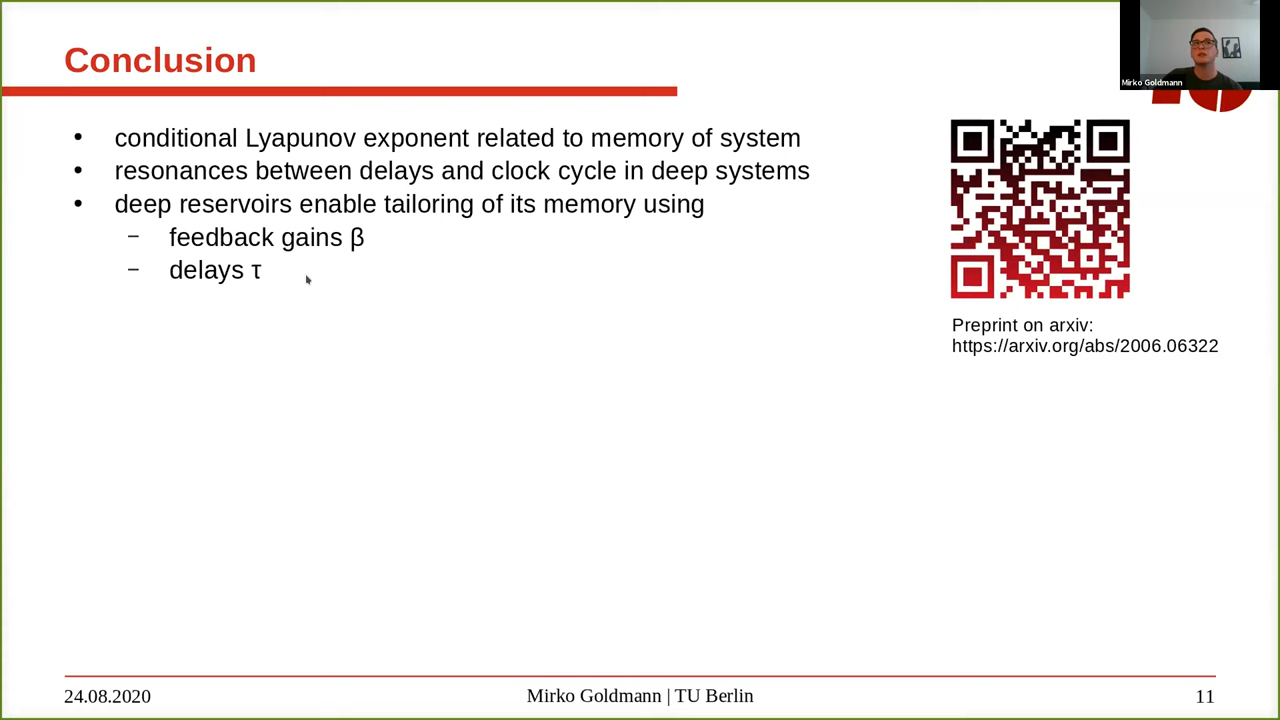 Conclusion
Mirko Goldmann
• conditional Lyapunov exponent related to memory of system
• resonances between delays and clock cycle in deep systems
• deep reservoirs enable tailoring of its memory using
– feedback gains β
– delays τ
Preprint on arxiv:
https://arxiv.org/abs/2006.06322
24.08.2020
Mirko Goldmann | TU Berlin
11